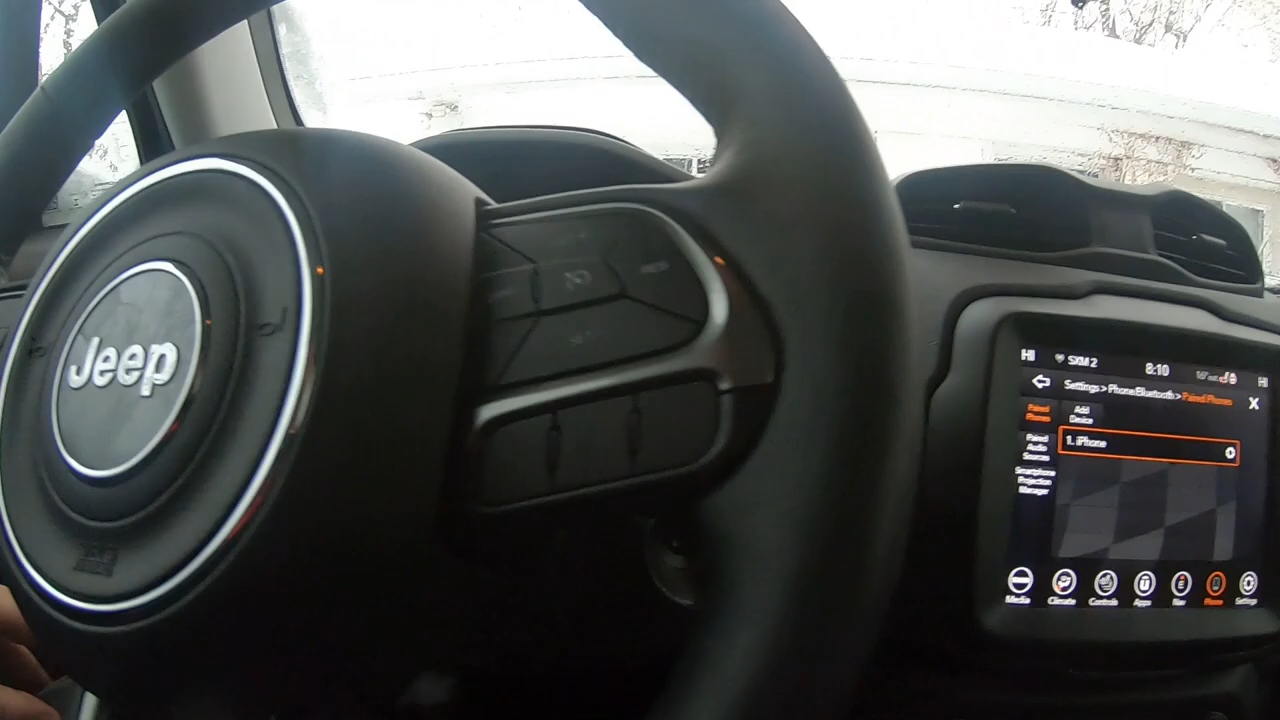 Jeep
HI SXM 2 8:10 HI
Settings > Phone/Bluetooth > Paired Phones X
Paired Phones
Add Device
1. iPhone
Paired Audio Sources
Smartphone Projection Manager
Media Climate Controls Apps Nav Phone Settings